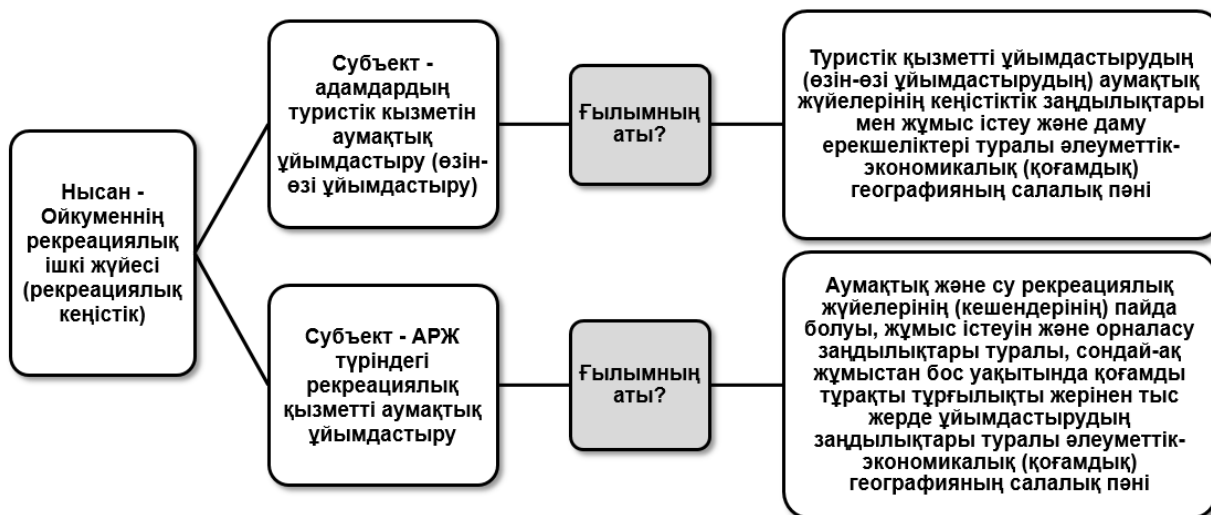 Нысан -
Ойкуменнің
рекреациялық
ішкі жүйесі
(рекреациялық
кеңістік)
Субъект -
адамдардың
туристік кызметін
аумақтық
ұйымдастыру (өзін-
өзі ұйымдастыру)
Ғылымның
аты?
Туристік қызметті ұйымдастырудың
(өзін-өзі ұйымдастырудың) аумақтық
жүйелерінің кеңістіктік заңдылықтары
мен жұмыс істеу және даму
ерекшеліктері туралы әлеуметтік-
экономикалық (қоғамдық)
географияның салалық пәні
Субъект - АРЖ
түріндегі
рекреациялық
қызметті аумақтық
ұйымдастыру
Ғылымның
аты?
Аумақтық және су рекреациялық
жүйелерінің (кешендерінің) пайда
болуы, жұмыс істеуін және орналасу
заңдылықтары туралы, сондай-ақ
жұмыстан бос уақытында қоғамды
тұрақты тұрғылықты жерінен тыс
жерде ұйымдастырудың
заңдылықтары туралы әлеуметтік-
экономикалық (қоғамдық)
географияның салалық пәні